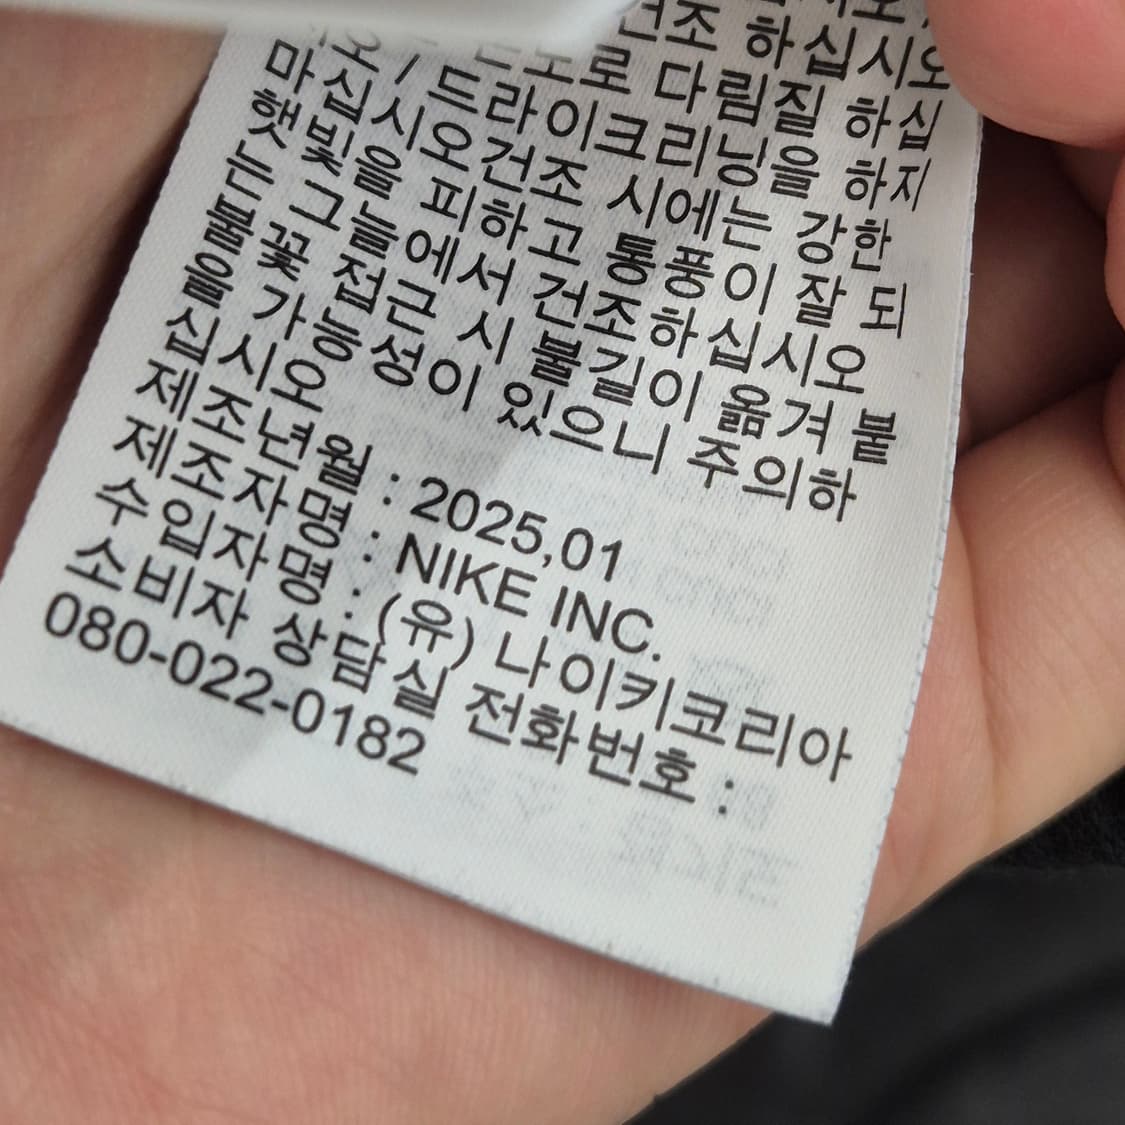 건조 하십시오
온도로 다림질 하십
시오 / 드라이크리닝을 하지
마십시오건조 시에는 강한
햇빛을 피하고 통풍이 잘 되
는 그늘에서 건조하십시오
불꽃 접근 시 불길이 옮겨 붙
을 가능성이 있으니 주의하
십시오
제조년월 : 2025,01
제조자명 : NIKE INC.
수입자명 : (유) 나이키코리아
소비자 상담실 전화번호 :
080-022-0182